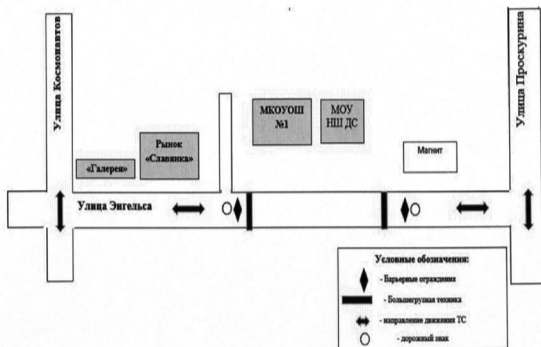 Улица Космонавтов
Улица Проскурина
«Галерея»
Рынок
«Славянка»
МКОУОШ
№1
МОУ
НШ ДС
Магнит
Улица Энгельса
Условные обозначения:
- Барьерные ограждения
- Большегрузная техника
- направление движения ТС
- дорожный знак